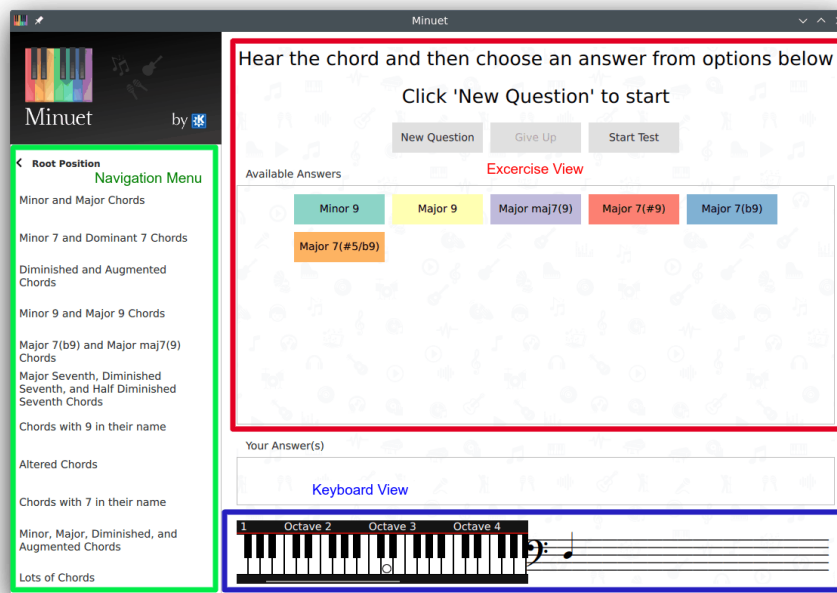 Minuet
Minuet
by
Root Position
Navigation Menu
Minor and Major Chords
Minor 7 and Dominant 7 Chords
Diminished and Augmented
Chords
Minor 9 and Major 9 Chords
Major 7(b9) and Major maj7(9)
Chords
Major Seventh, Diminished
Seventh, and Half Diminished
Seventh Chords
Chords with 9 in their name
Altered Chords
Chords with 7 in their name
Minor, Major, Diminished, and
Augmented Chords
Lots of Chords
Hear the chord and then choose an answer from options below
Click 'New Question' to start
New Question Give Up Start Test
Excercise View
Available Answers
Minor 9 Major 9 Major maj7(9) Major 7(#9) Major 7(b9)
Major 7(#5/b9)
Your Answer(s)
Keyboard View
1 Octave 2 Octave 3 Octave 4